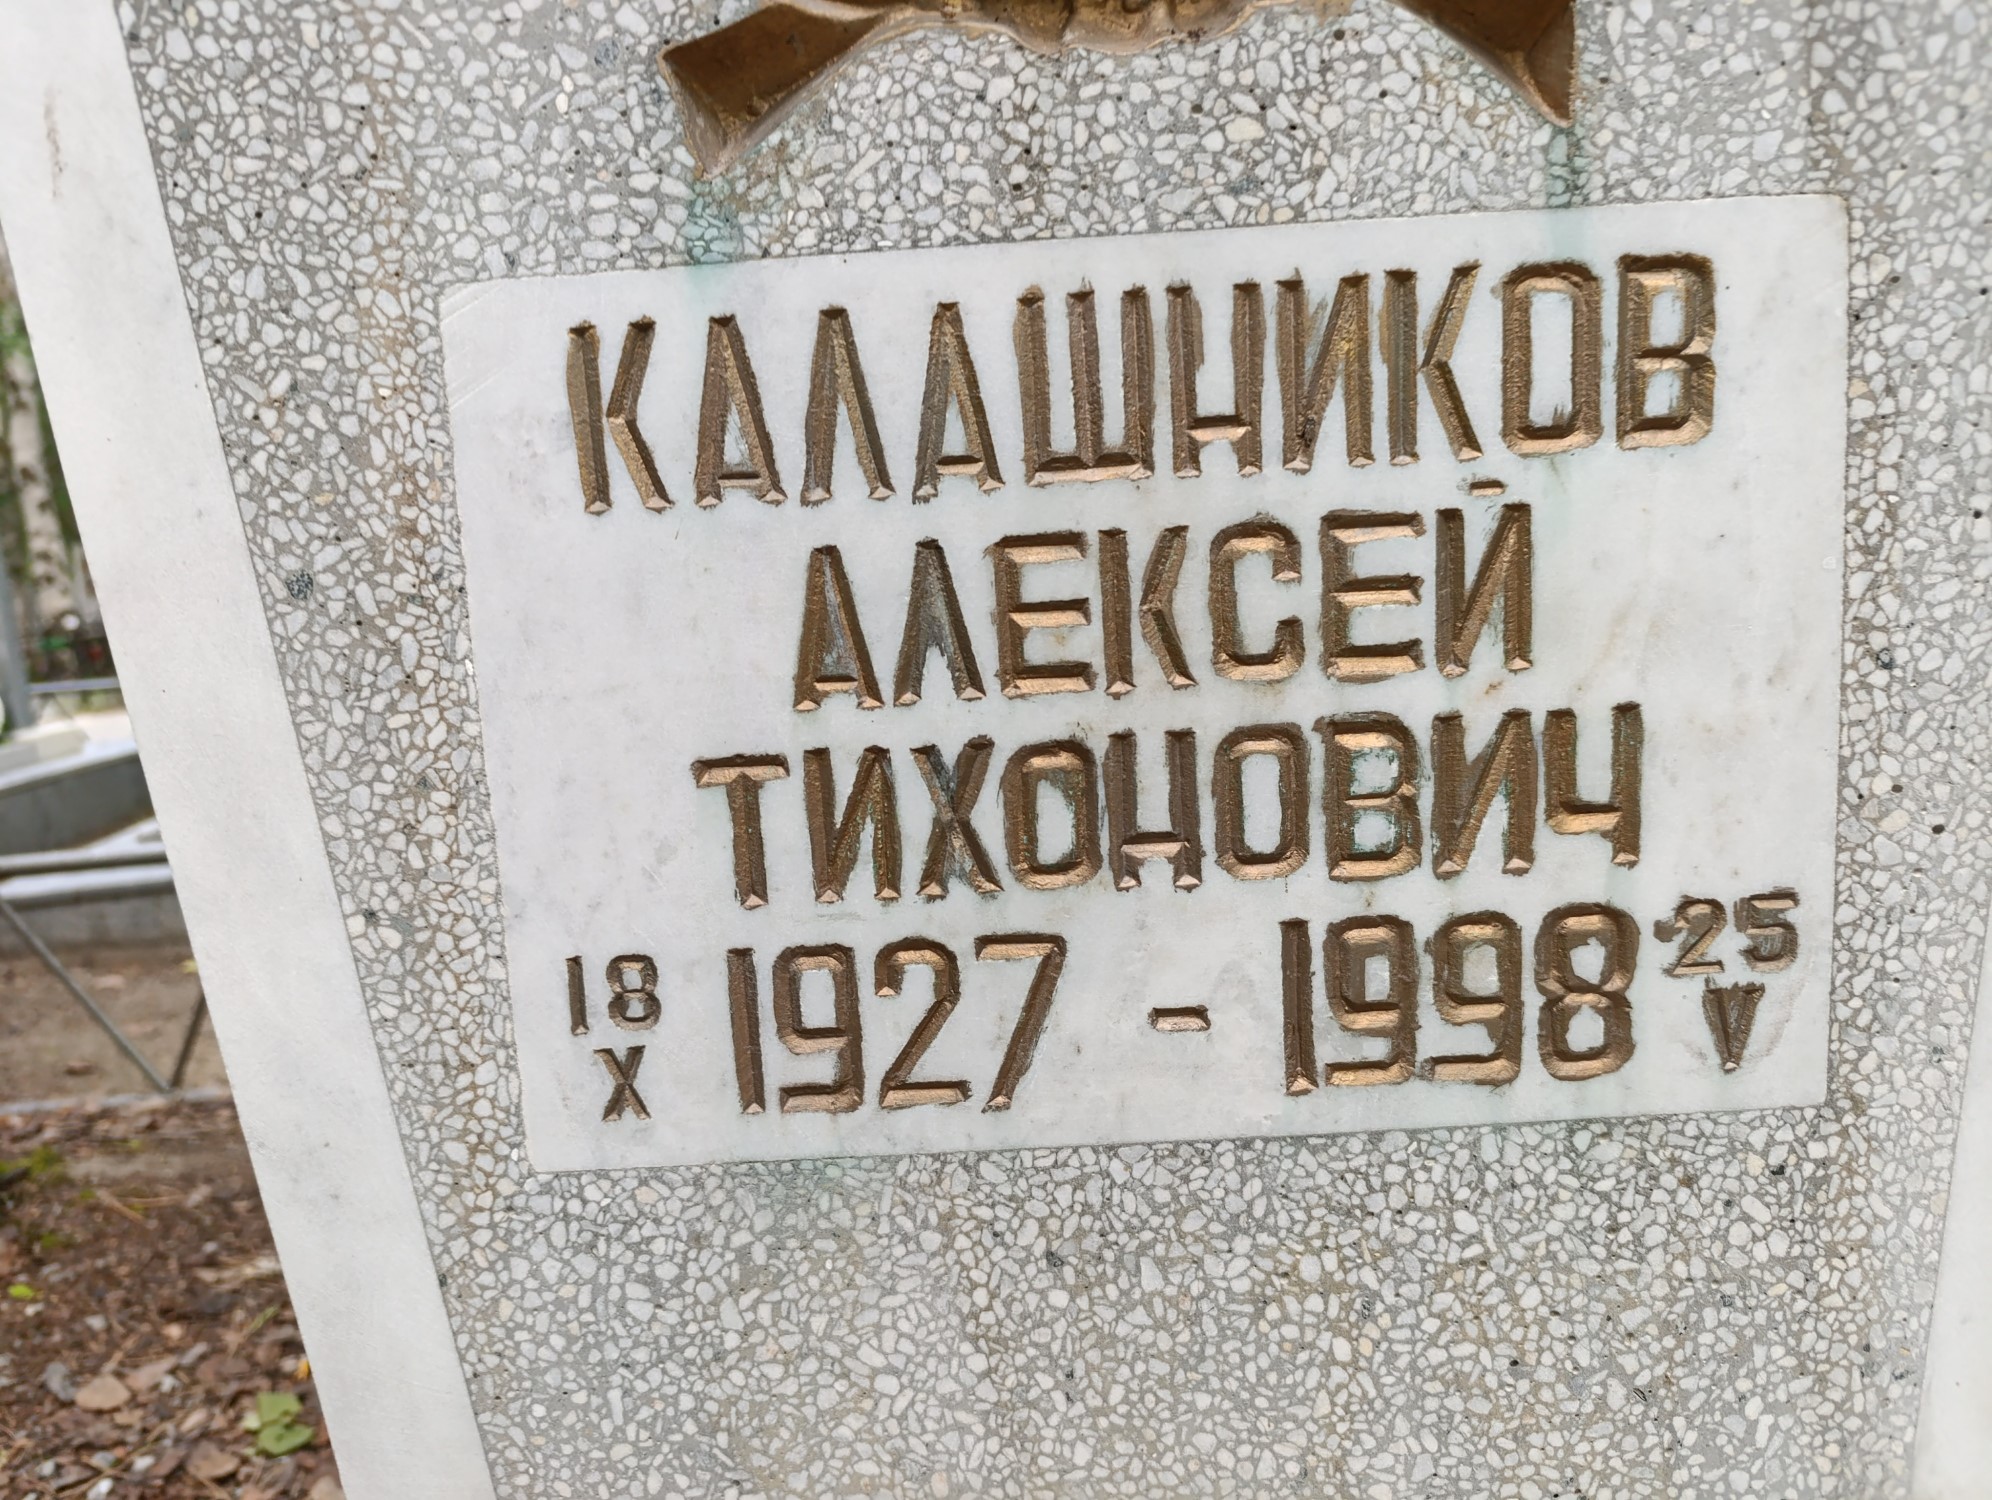 КАЛАШНИКОВ
АЛЕКСЕЙ
ТИХОНОВИЧ
18 X 1927 - 1998 25 V